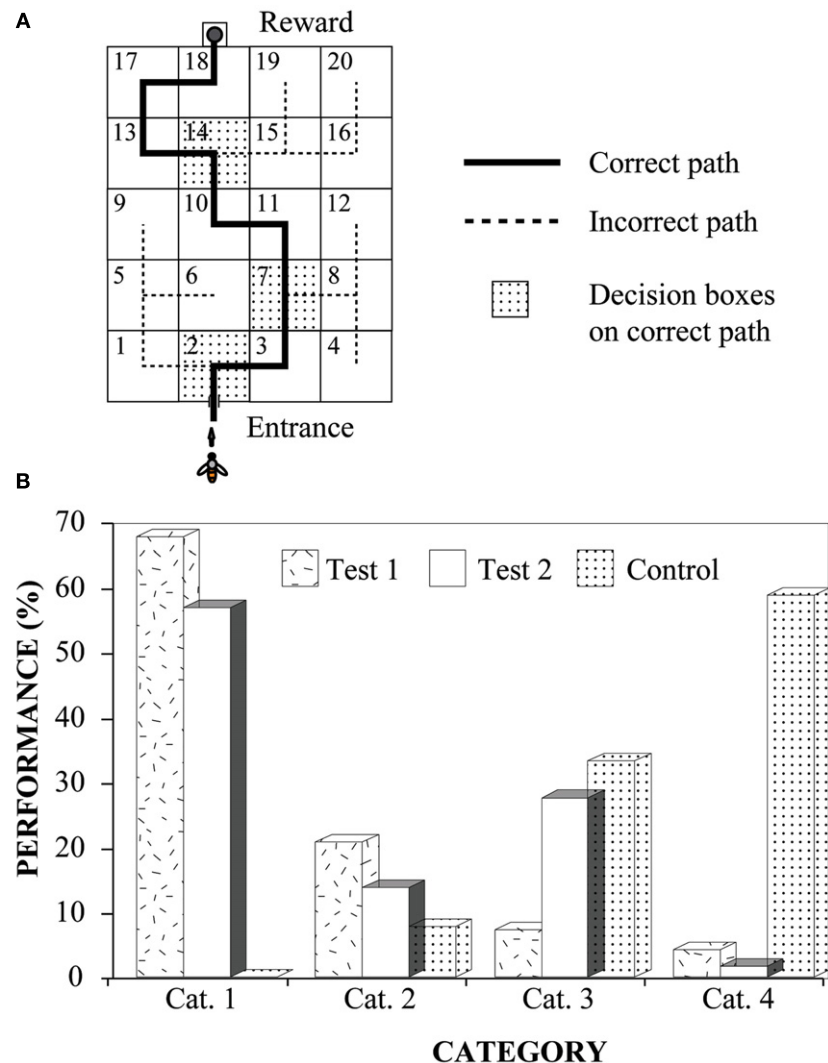 A
Reward
17 18 19 20
13 14 15 16
9 10 11 12
5 6 7 8
1 2 3 4
Entrance
Correct path
Incorrect path
Decision boxes
on correct path
B
Test 1 Test 2 Control
70
60
50
40
30
20
10
0
PERFORMANCE (%)
Cat. 1 Cat. 2 Cat. 3 Cat. 4
CATEGORY